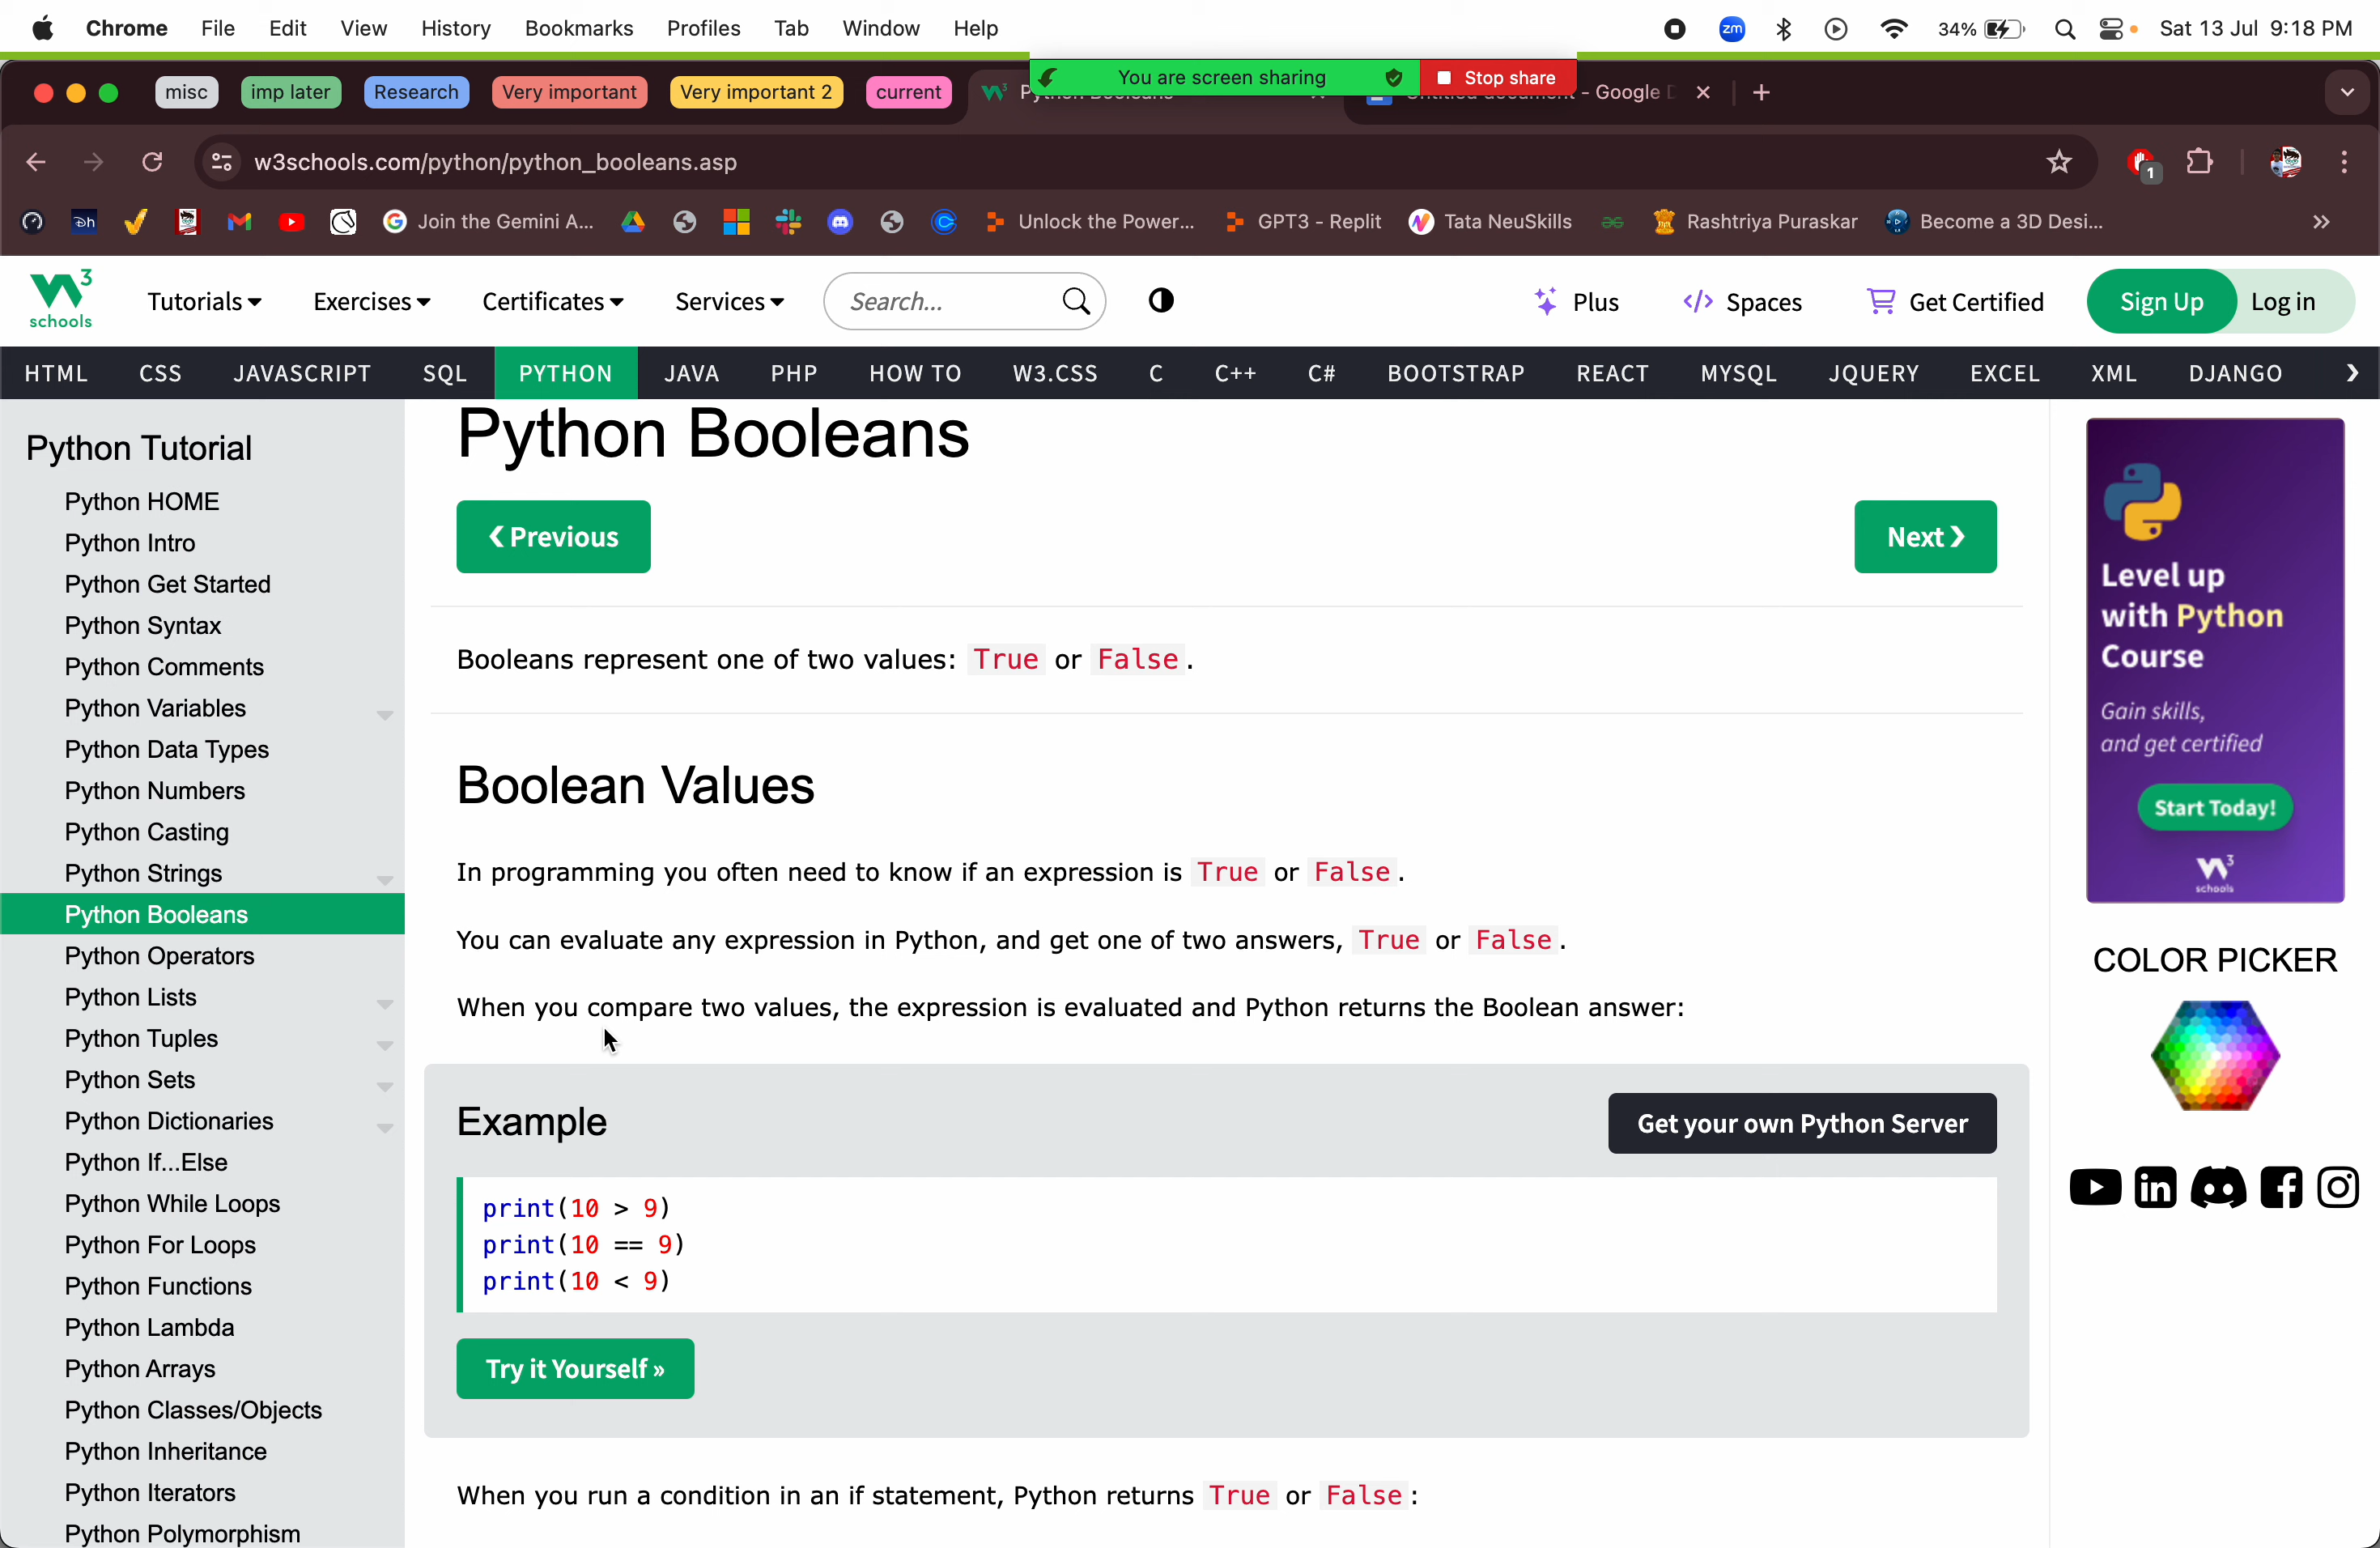 Chrome File Edit View History Bookmarks Profiles Tab Window Help
zm 34% Sat 13 Jul 9:18 PM
You are screen sharing Stop share
misc imp later Research Very important Very important 2 current Python Booleans - Google
w3schools.com/python/python_booleans.asp
1
Join the Gemini A... Unlock the Power... GPT3 - Replit Tata NeuSkills Rashtriya Puraskar Become a 3D Desi...
W3 schools Tutorials Exercises Certificates Services Search... Plus Spaces Get Certified Sign Up Log in
HTML CSS JAVASCRIPT SQL PYTHON JAVA PHP HOW TO W3.CSS C C++ C# BOOTSTRAP REACT MYSQL JQUERY EXCEL XML DJANGO
Python Tutorial
Python HOME
Python Intro
Python Get Started
Python Syntax
Python Comments
Python Variables
Python Data Types
Python Numbers
Python Casting
Python Strings
Python Booleans
Python Operators
Python Lists
Python Tuples
Python Sets
Python Dictionaries
Python If...Else
Python While Loops
Python For Loops
Python Functions
Python Lambda
Python Arrays
Python Classes/Objects
Python Inheritance
Python Iterators
Python Polymorphism
Python Booleans
❮ Previous
Next ❯
Booleans represent one of two values: True or False.
Boolean Values
In programming you often need to know if an expression is True or False.
You can evaluate any expression in Python, and get one of two answers, True or False.
When you compare two values, the expression is evaluated and Python returns the Boolean answer:
Example
Get your own Python Server
print(10 > 9)
print(10 == 9)
print(10 < 9)
Try it Yourself »
When you run a condition in an if statement, Python returns True or False:
Level up
with Python
Course
Gain skills,
and get certified
Start Today!
W3
schools
COLOR PICKER